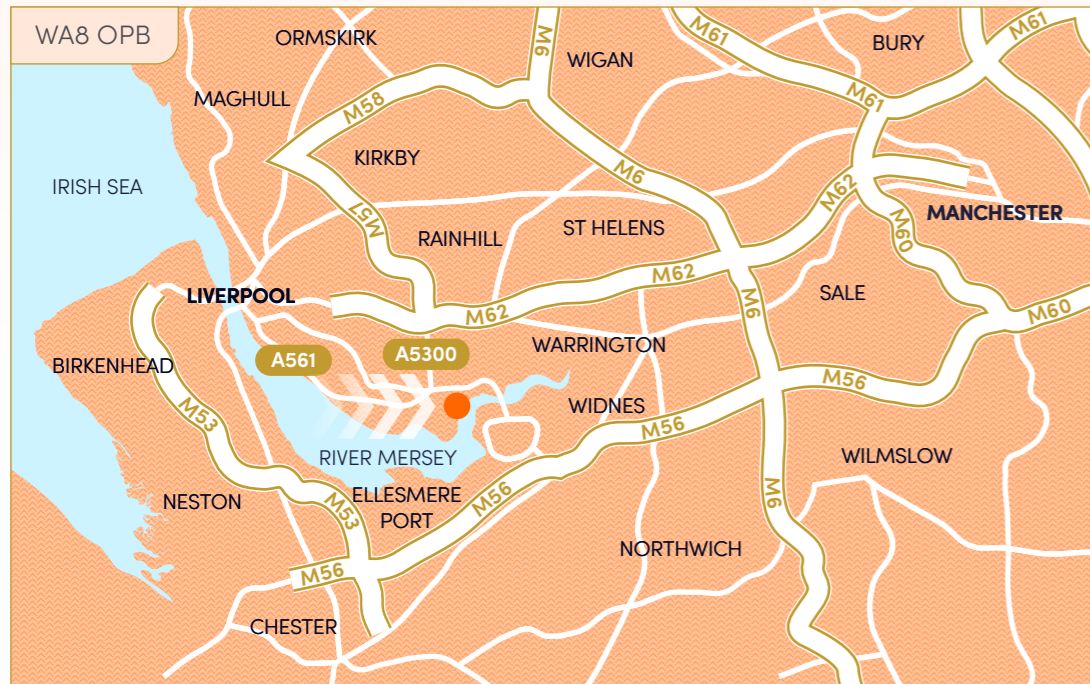 WA8 OPB
ORMSKIRK
M6
M61
M61
BURY
WIGAN
MAGHULL
M58
M61
KIRKBY
M6
IRISH SEA
M62
M57
MANCHESTER
ST HELENS
RAINHILL
M60
M62
LIVERPOOL
M6
SALE
M62
M60
WARRINGTON
A561
A5300
BIRKENHEAD
M56
WIDNES
M53
M56
RIVER MERSEY
WILMSLOW
ELLESMERE
PORT
M56
M6
NESTON
M53
NORTHWICH
M56
CHESTER